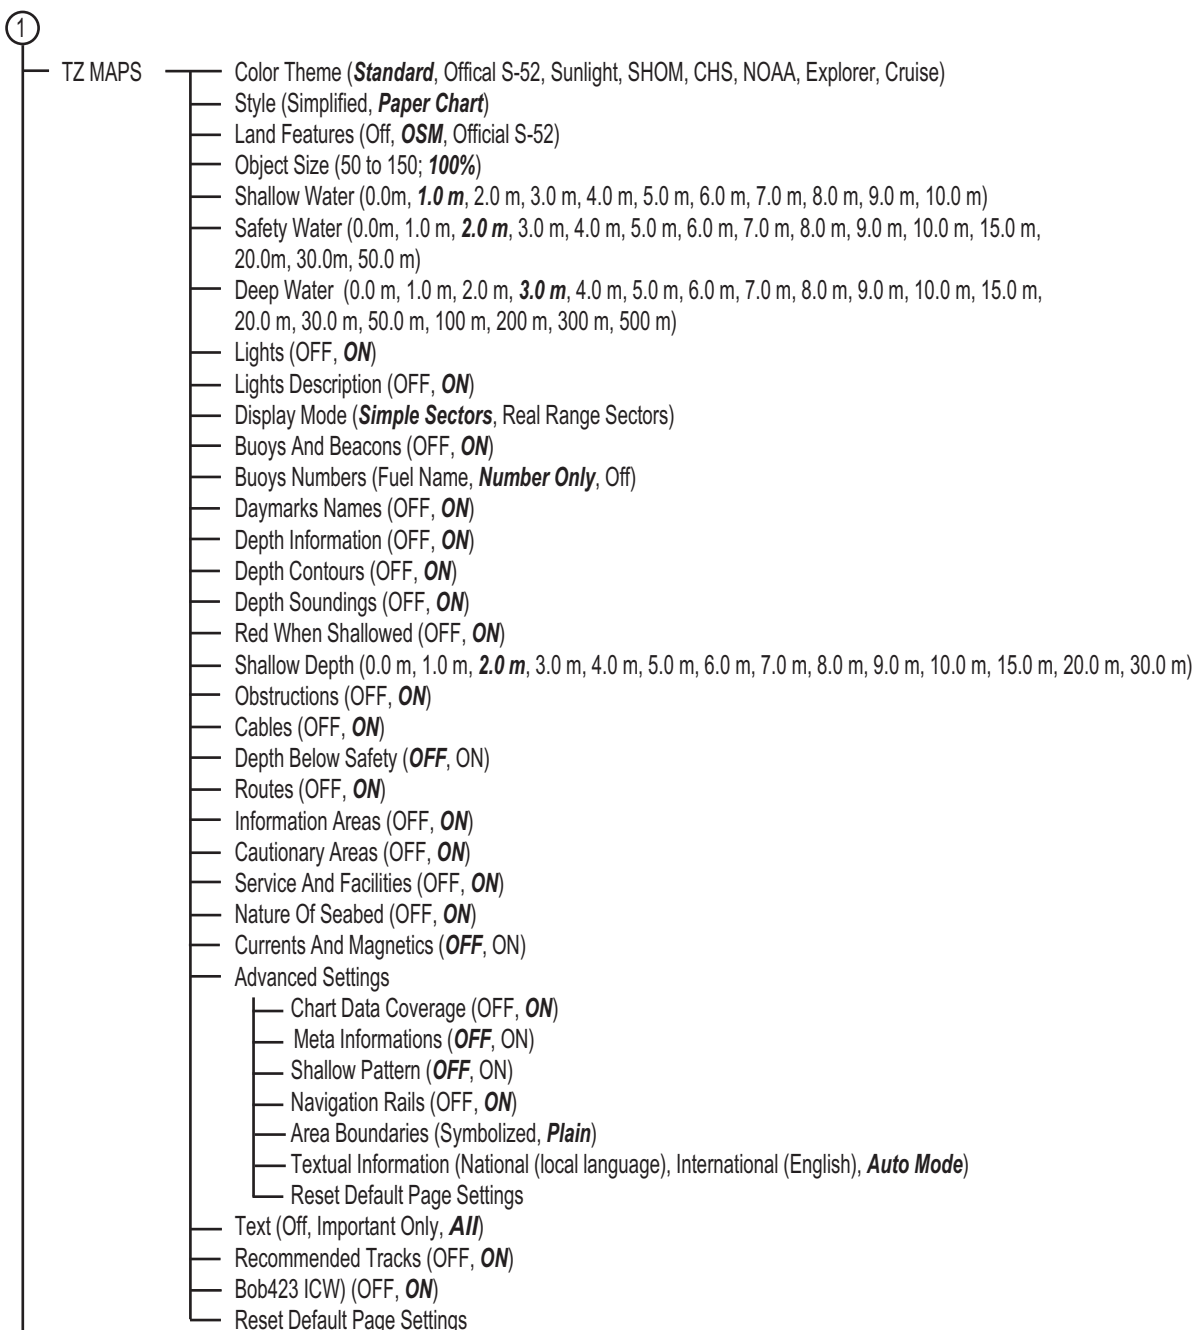 1
TZ MAPS
Color Theme (Standard, Offical S-52, Sunlight, SHOM, CHS, NOAA, Explorer, Cruise)
Style (Simplified, Paper Chart)
Land Features (Off, OSM, Official S-52)
Object Size (50 to 150; 100%)
Shallow Water (0.0m, 1.0 m, 2.0 m, 3.0 m, 4.0 m, 5.0 m, 6.0 m, 7.0 m, 8.0 m, 9.0 m, 10.0 m)
Safety Water (0.0m, 1.0 m, 2.0 m, 3.0 m, 4.0 m, 5.0 m, 6.0 m, 7.0 m, 8.0 m, 9.0 m, 10.0 m, 15.0 m,
20.0m, 30.0m, 50.0 m)
Deep Water (0.0 m, 1.0 m, 2.0 m, 3.0 m, 4.0 m, 5.0 m, 6.0 m, 7.0 m, 8.0 m, 9.0 m, 10.0 m, 15.0 m,
20.0 m, 30.0 m, 50.0 m, 100 m, 200 m, 300 m, 500 m)
Lights (OFF, ON)
Lights Description (OFF, ON)
Display Mode (Simple Sectors, Real Range Sectors)
Buoys And Beacons (OFF, ON)
Buoys Numbers (Fuel Name, Number Only, Off)
Daymarks Names (OFF, ON)
Depth Information (OFF, ON)
Depth Contours (OFF, ON)
Depth Soundings (OFF, ON)
Red When Shallowed (OFF, ON)
Shallow Depth (0.0 m, 1.0 m, 2.0 m, 3.0 m, 4.0 m, 5.0 m, 6.0 m, 7.0 m, 8.0 m, 9.0 m, 10.0 m, 15.0 m, 20.0 m, 30.0 m)
Obstructions (OFF, ON)
Cables (OFF, ON)
Depth Below Safety (OFF, ON)
Routes (OFF, ON)
Information Areas (OFF, ON)
Cautionary Areas (OFF, ON)
Service And Facilities (OFF, ON)
Nature Of Seabed (OFF, ON)
Currents And Magnetics (OFF, ON)
Advanced Settings
Chart Data Coverage (OFF, ON)
Meta Informations (OFF, ON)
Shallow Pattern (OFF, ON)
Navigation Rails (OFF, ON)
Area Boundaries (Symbolized, Plain)
Textual Information (National (local language), International (English), Auto Mode)
Reset Default Page Settings
Text (Off, Important Only, All)
Recommended Tracks (OFF, ON)
Bob423 ICW) (OFF, ON)
Reset Default Page Settings